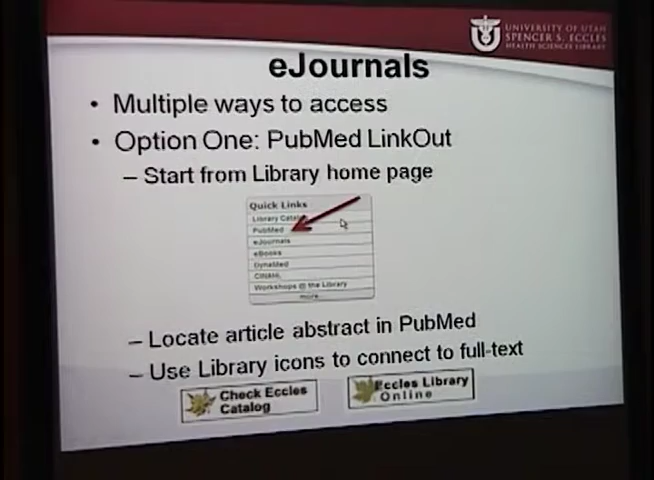 UNIVERSITY OF UTAH
SPENCER S. ECCLES
HEALTH SCIENCES LIBRARY
eJournals
• Multiple ways to access
• Option One: PubMed LinkOut
– Start from Library home page
Quick Links
Library Catalog
PubMed
eJournals
eBooks
DynaMed
CINAHL
Workshops @ the Library
more...
– Locate article abstract in PubMed
– Use Library icons to connect to full-text
Check Eccles
Catalog
Eccles Library
Online